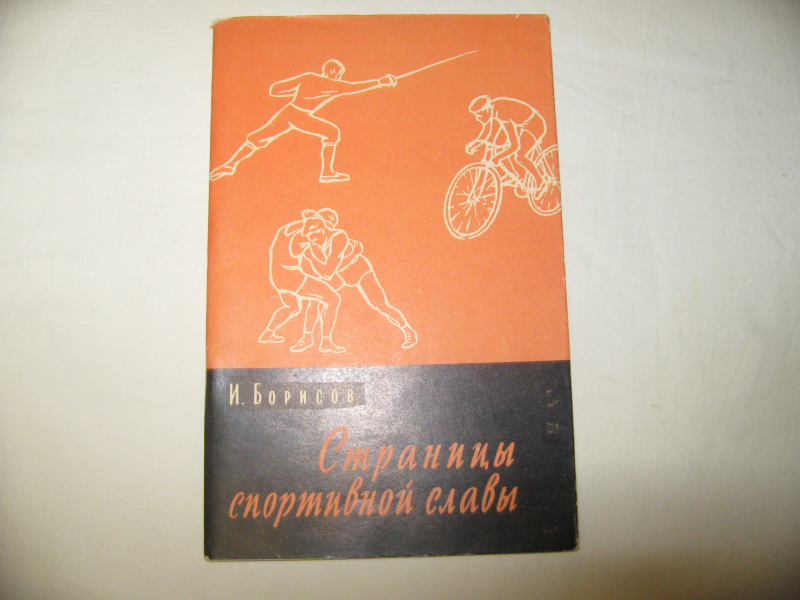 И. Борисов
Страницы
спортивной славы